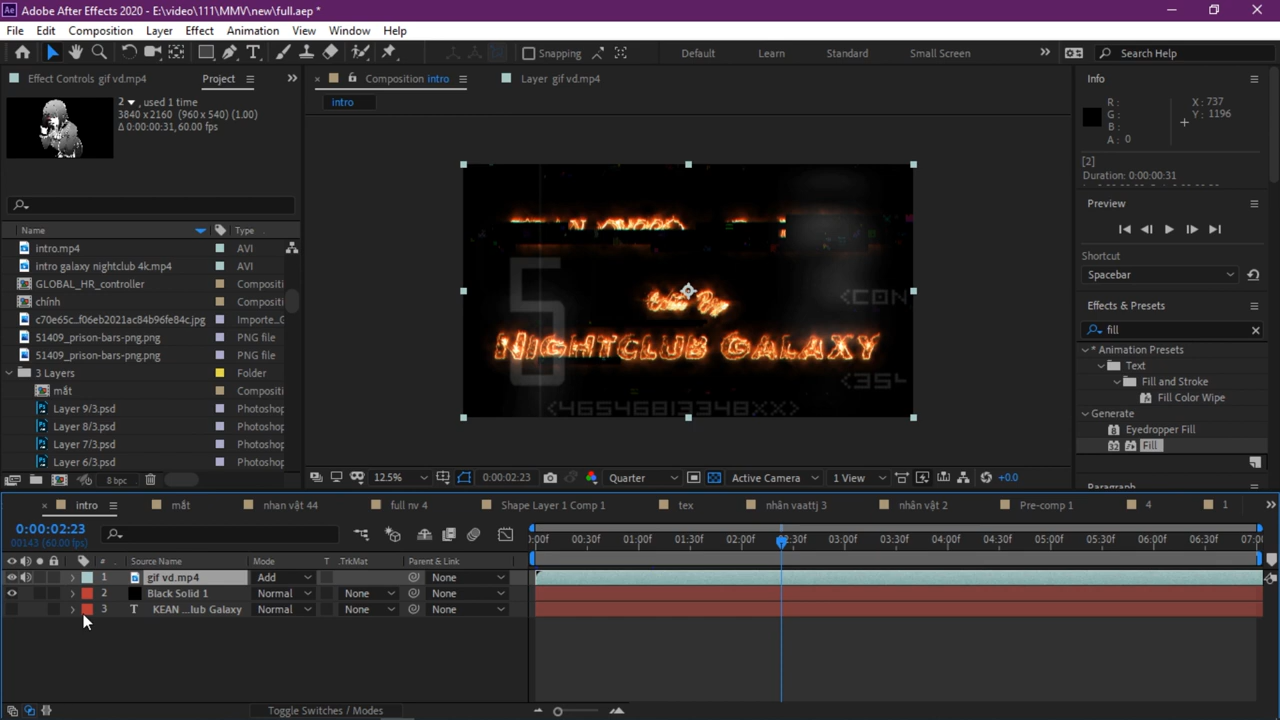 Adobe After Effects 2020 - E:\video\111\MMV\new\full.aep *
File Edit Composition Layer Effect Animation View Window Help
Snapping Default Learn Standard Small Screen Search Help
Effect Controls gif vd.mp4 Project Composition intro Layer gif vd.mp4 Info
intro
2 , used 1 time
3840 x 2160 (960 x 540) (1.00)
Δ 0:00:00:31, 60.00 fps
R:
G:
B:
A: 0
X: 737
Y: 1196
[2]
Duration: 0:00:00:31
Preview
Shortcut
Spacebar
Effects & Presets
fill
* Animation Presets
Text
Fill and Stroke
Fill Color Wipe
Generate
Eyedropper Fill
32 Fill
Name Type
intro.mp4 AVI
intro galaxy nightclub 4k.mp4 AVI
GLOBAL_HR_controller Compositi
chính Compositi
c70e65c...f06eb2021ac84b96fe84c.jpg Importe...G
51409_prison-bars-png.png PNG file
51409_prison-bars-png.png PNG file
3 Layers Folder
mắt Compositi
Layer 9/3.psd Photoshop
Layer 8/3.psd Photoshop
Layer 7/3.psd Photoshop
Layer 6/3.psd Photoshop
8 bpc
5
<CON
Edit By
Nightclub Galaxy
<354
<46546813348XX>
12.5% 0:00:02:23 Quarter Active Camera 1 View +0.0
intro mắt nhan vật 44 full nv 4 Shape Layer 1 Comp 1 tex nhân vaattj 3 nhân vật 2 Pre-comp 1 4 1
0:00:02:23
00143 (60.00 fps)
:00f 00:30f 01:00f 01:30f 02:00f 02:30f 03:00f 03:30f 04:00f 04:30f 05:00f 05:30f 06:00f 06:30f 07:0
# Source Name Mode T .TrkMat Parent & Link
1 gif vd.mp4 Add None
2 Black Solid 1 Normal None None
3 T KEAN ...lub Galaxy Normal None None
Toggle Switches / Modes